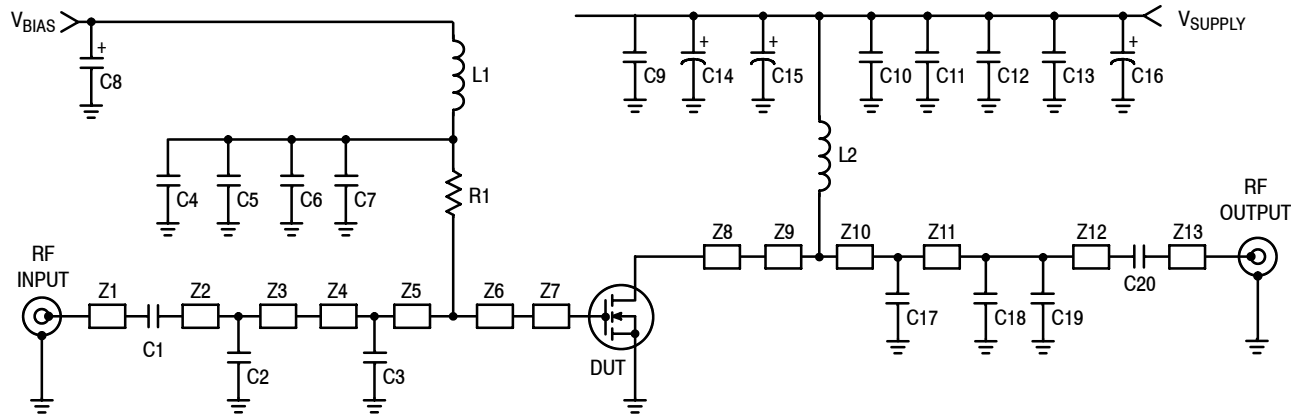 V_BIAS
+
C8
L1
C9
+
C14
+
C15
C10
C11
C12
C13
+
C16
V_SUPPLY
C4
C5
C6
C7
R1
L2
RF
INPUT
Z1
C1
Z2
C2
Z3
Z4
C3
Z5
Z6
Z7
DUT
Z8
Z9
Z10
C17
Z11
C18
C19
Z12
C20
Z13
RF
OUTPUT